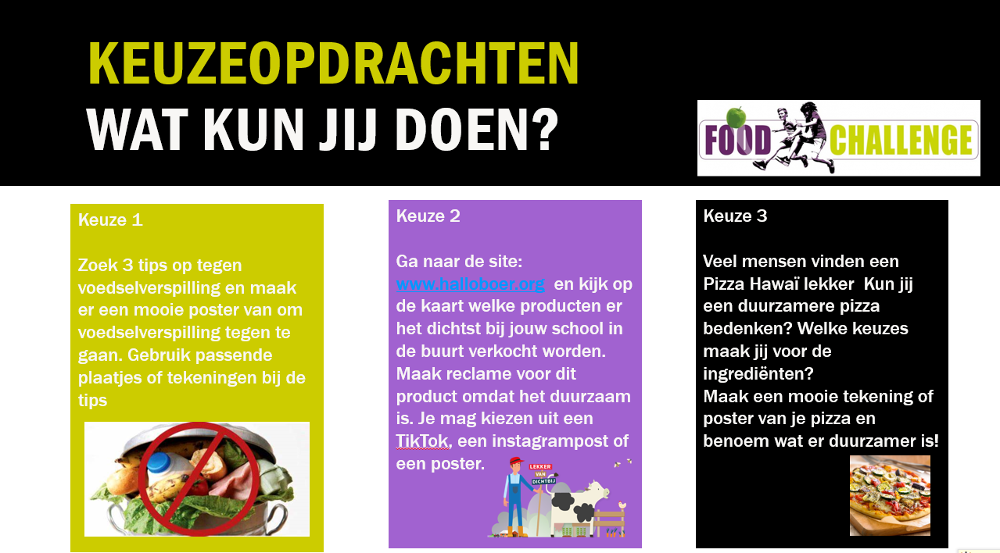 KEUZEOPDRACHTEN
WAT KUN JIJ DOEN?
FOOD CHALLENGE
Keuze 1
Zoek 3 tips op tegen
voedselverspilling en maak
er een mooie poster van om
voedselverspilling tegen te
gaan. Gebruik passende
plaatjes of tekeningen bij de
tips
Keuze 2
Ga naar de site:
www.halloboer.org en kijk op
de kaart welke producten er
het dichtst bij jouw school in
de buurt verkocht worden.
Maak reclame voor dit
product omdat het duurzaam
is. Je mag kiezen uit een
TikTok, een instagrampost of
een poster.
LEKKER
VAN
DICHTBIJ
Keuze 3
Veel mensen vinden een
Pizza Hawaï lekker  Kun jij
een duurzamere pizza
bedenken? Welke keuzes
maak jij voor de
ingrediënten?
Maak een mooie tekening of
poster van je pizza en
benoem wat er duurzamer is!